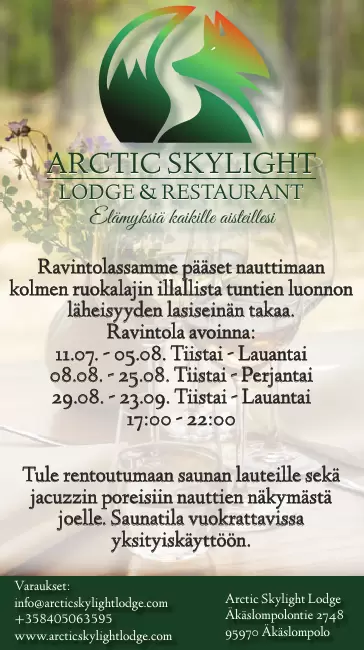 ARCTIC SKYLIGHT
LODGE & RESTAURANT
Elämyksiä kaikille aisteillesi
Ravintolassamme pääset nauttimaan
kolmen ruokalajin illallista tuntien luonnon
läheisyyden lasiseinän takaa.
Ravintola avoinna:
11.07. - 05.08. Tiistai - Lauantai
08.08. - 25.08. Tiistai - Perjantai
29.08. - 23.09. Tiistai - Lauantai
17:00 - 22:00
Tule rentoutumaan saunan lauteille sekä
jacuzzin poreisiin nauttien näkymästä
joelle. Saunatila vuokrattavissa
yksityiskäyttöön.
Varaukset:
info@arcticskylightlodge.com
+358405063595
www.arcticskylightlodge.com
Arctic Skylight Lodge
Äkäslompolontie 2748
95970 Äkäslompolo